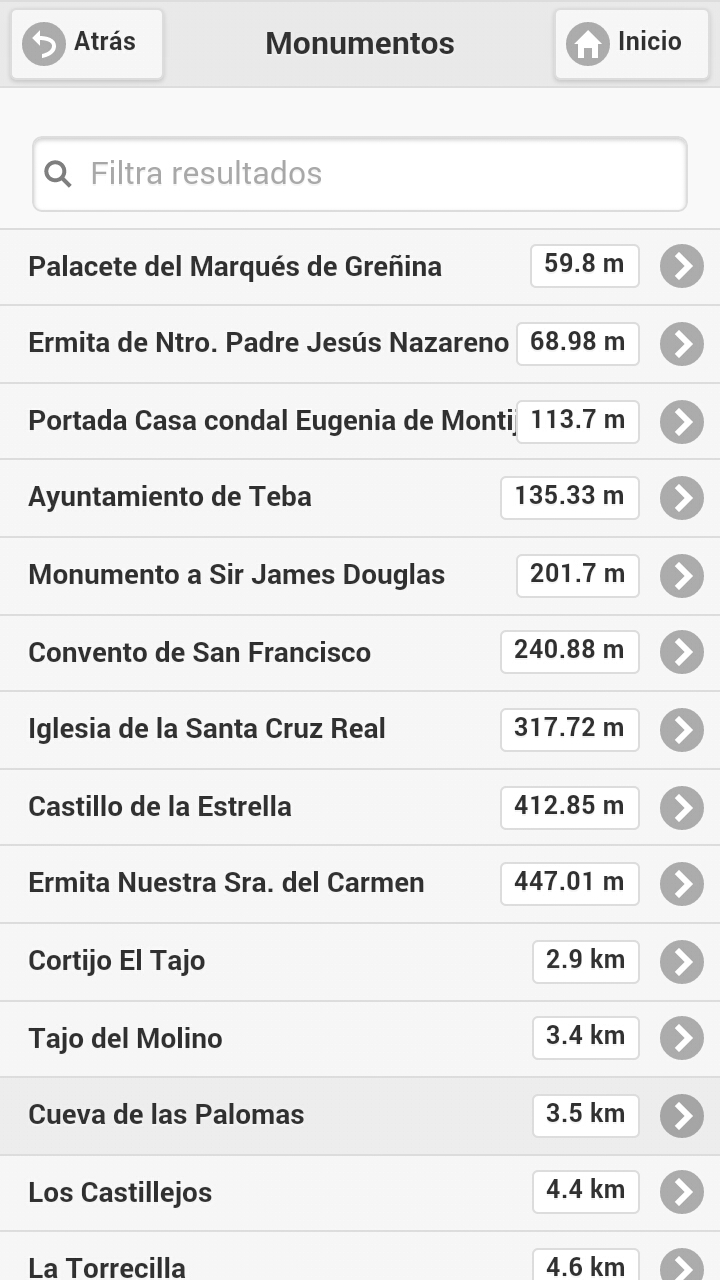 Atrás
Monumentos
Inicio
Filtra resultados
Palacete del Marqués de Greñina 59.8 m
Ermita de Ntro. Padre Jesús Nazareno 68.98 m
Portada Casa condal Eugenia de Montij 113.7 m
Ayuntamiento de Teba 135.33 m
Monumento a Sir James Douglas 201.7 m
Convento de San Francisco 240.88 m
Iglesia de la Santa Cruz Real 317.72 m
Castillo de la Estrella 412.85 m
Ermita Nuestra Sra. del Carmen 447.01 m
Cortijo El Tajo 2.9 km
Tajo del Molino 3.4 km
Cueva de las Palomas 3.5 km
Los Castillejos 4.4 km
La Torrecilla 4.6 km